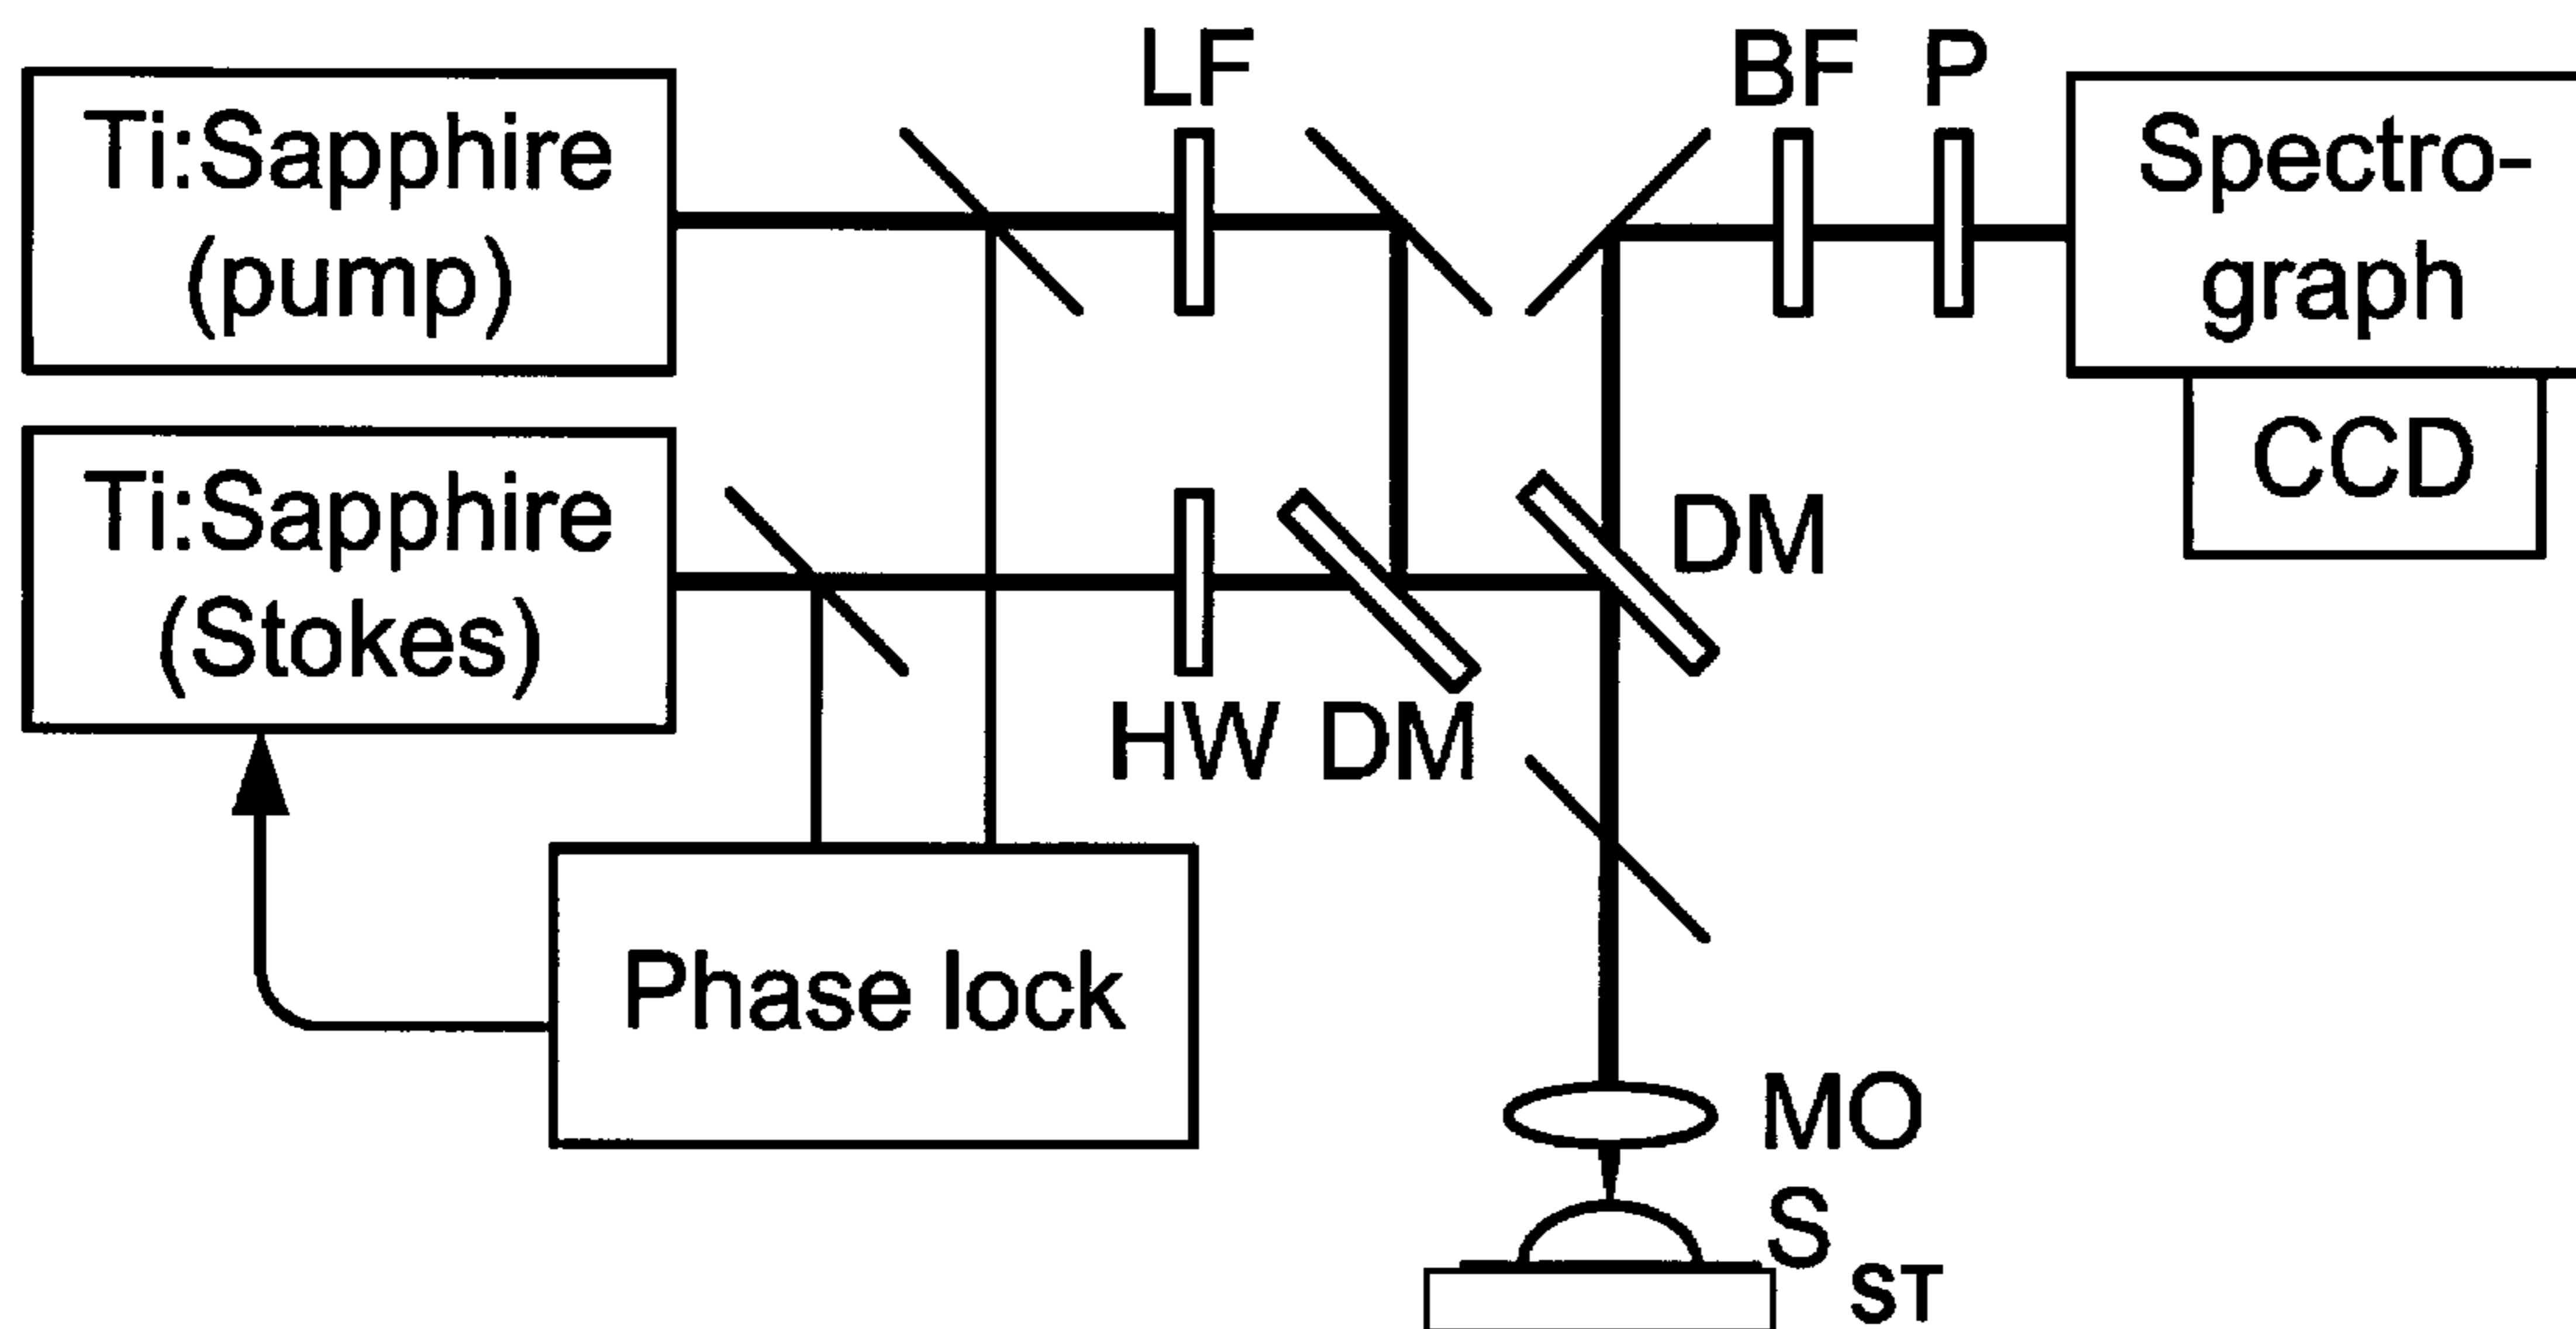 LF
BF
P
Ti:Sapphire
(pump)
Spectro-
graph
CCD
Ti:Sapphire
(Stokes)
DM
HW
DM
Phase lock
MO
S
ST